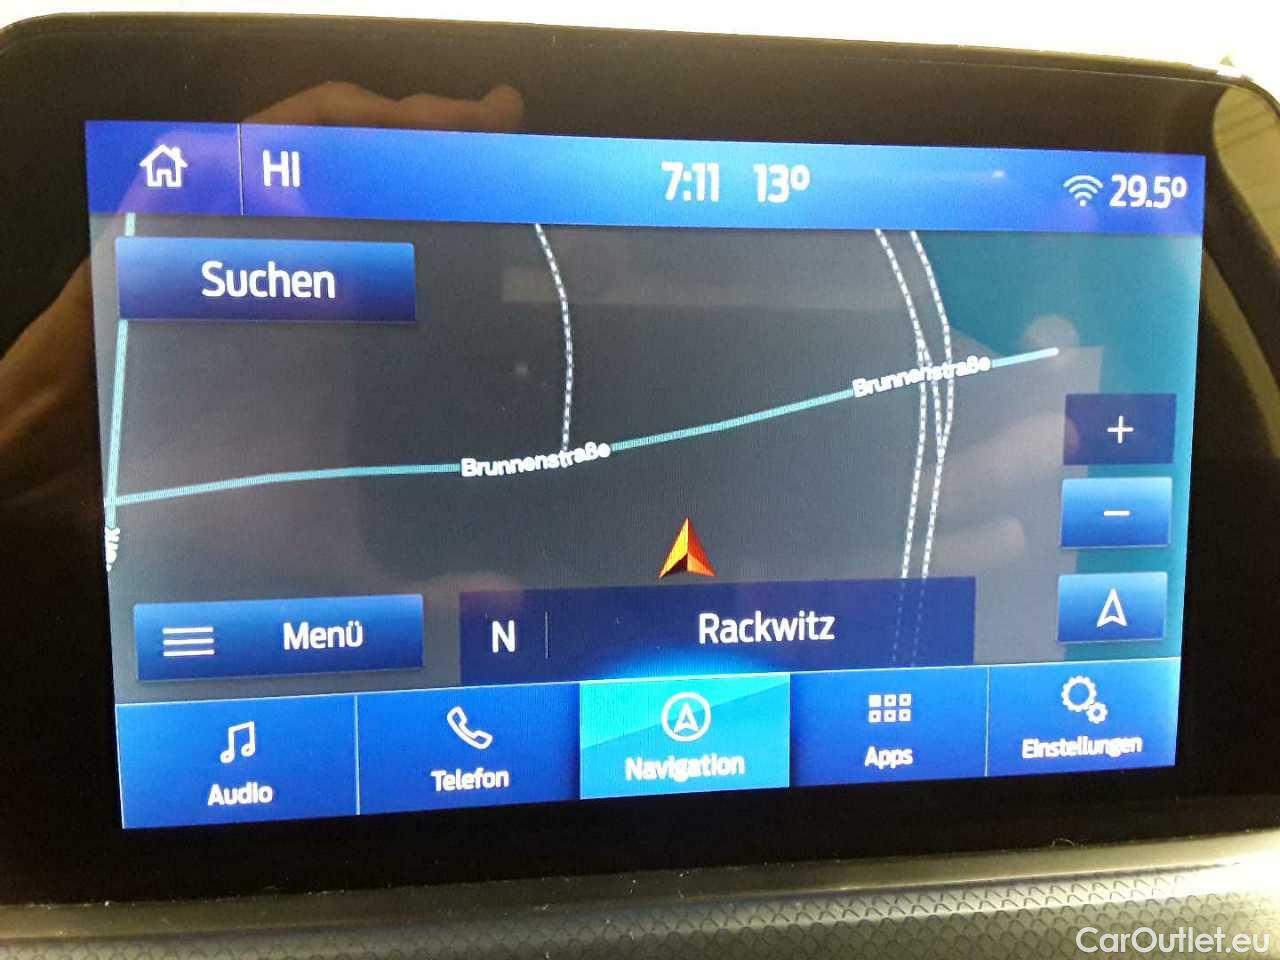 HI
7:11 13°
29.5°
Suchen
Brunnenstraße
Brunnenstraße
+
−
Menü
N Rackwitz
Audio
Telefon
Navigation
Apps
Einstellungen
CarOutlet.eu